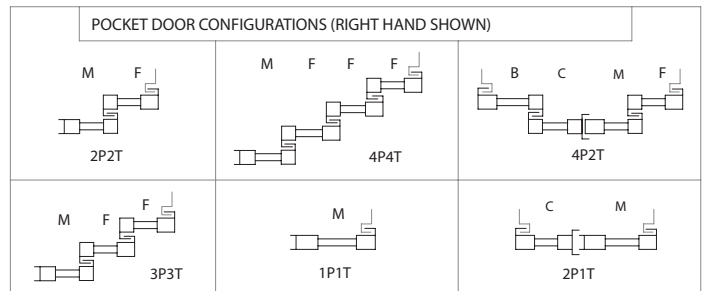 POCKET DOOR CONFIGURATIONS (RIGHT HAND SHOWN)
M F
2P2T
M F F F
4P4T
B C M F
4P2T
M F F
3P3T
M
1P1T
C M
2P1T